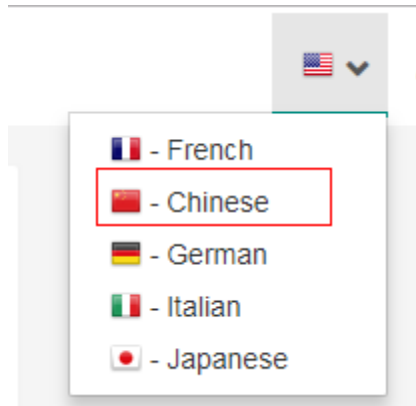 - French
- Chinese
- German
- Italian
- Japanese